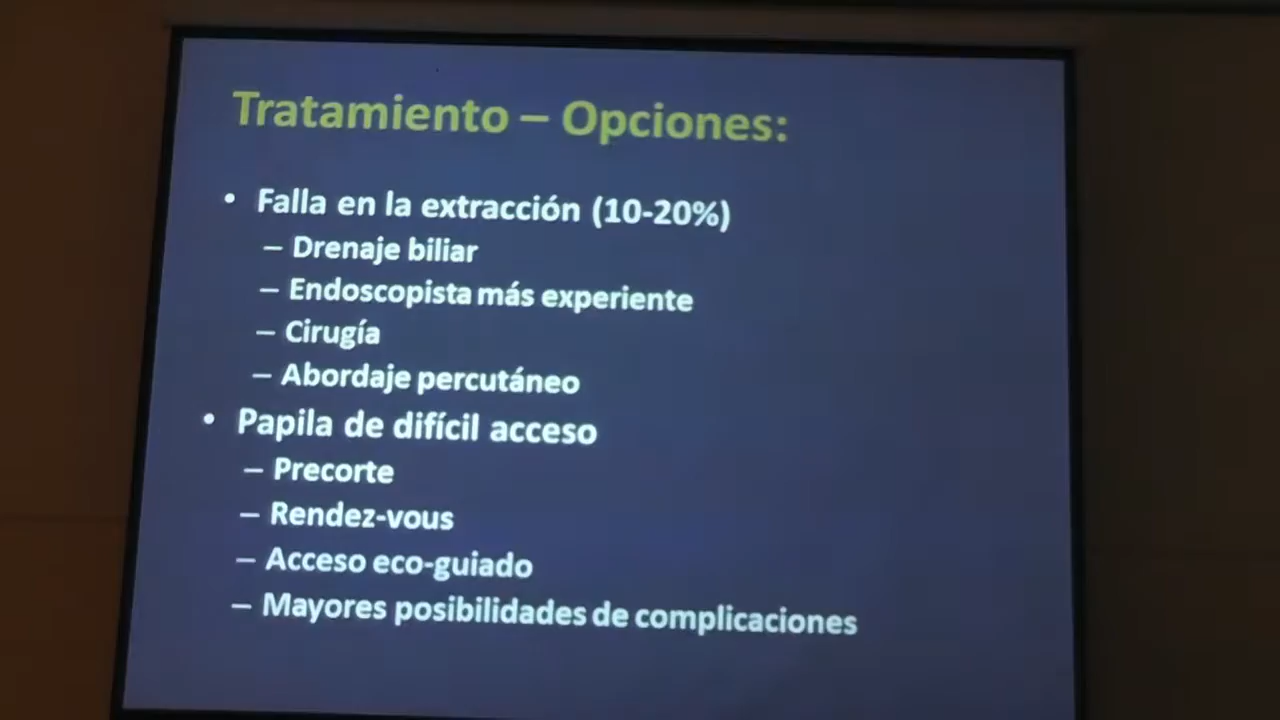 Tratamiento – Opciones:
• Falla en la extracción (10-20%)
– Drenaje biliar
– Endoscopista más experiente
– Cirugía
– Abordaje percutáneo
• Papila de difícil acceso
– Precorte
– Rendez-vous
– Acceso eco-guiado
– Mayores posibilidades de complicaciones